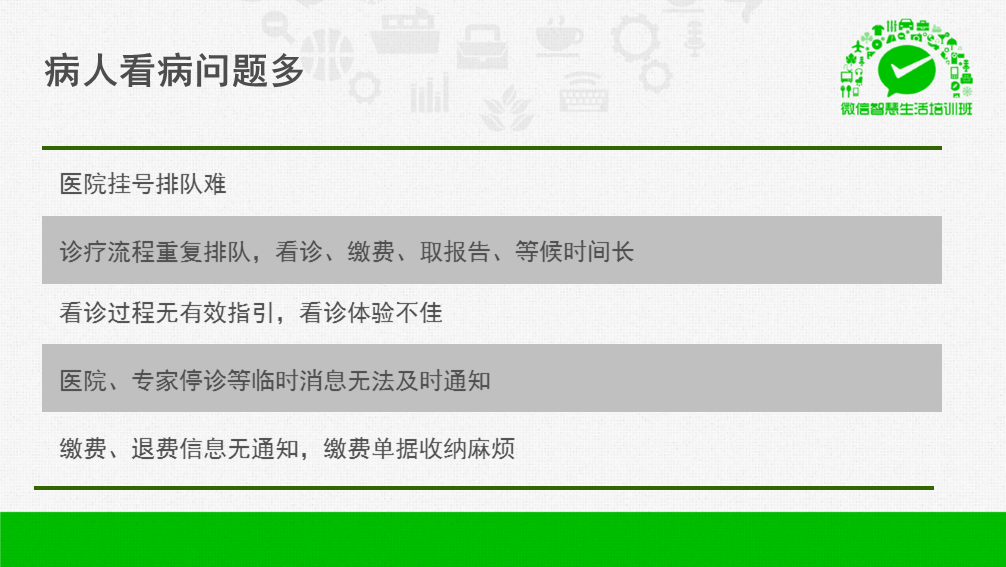 病人看病问题多
微信智慧生活培训班
医院挂号排队难
诊疗流程重复排队，看诊、缴费、取报告、等候时间长
看诊过程无有效指引，看诊体验不佳
医院、专家停诊等临时消息无法及时通知
缴费、退费信息无通知，缴费单据收纳麻烦